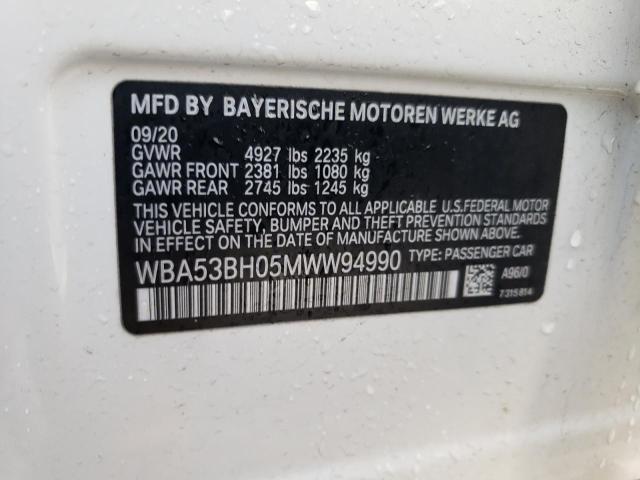 MFD BY BAYERISCHE MOTOREN WERKE AG
09/20
GVWR 4927 lbs 2235 kg
GAWR FRONT 2381 lbs 1080 kg
GAWR REAR 2745 lbs 1245 kg
THIS VEHICLE CONFORMS TO ALL APPLICABLE U.S.FEDERAL MOTOR
VEHICLE SAFETY, BUMPER AND THEFT PREVENTION STANDARDS
IN EFFECT ON THE DATE OF MANUFACTURE SHOWN ABOVE.
WBA53BH05MWW94990 TYPE: PASSENGER CAR
A96/0
7315814